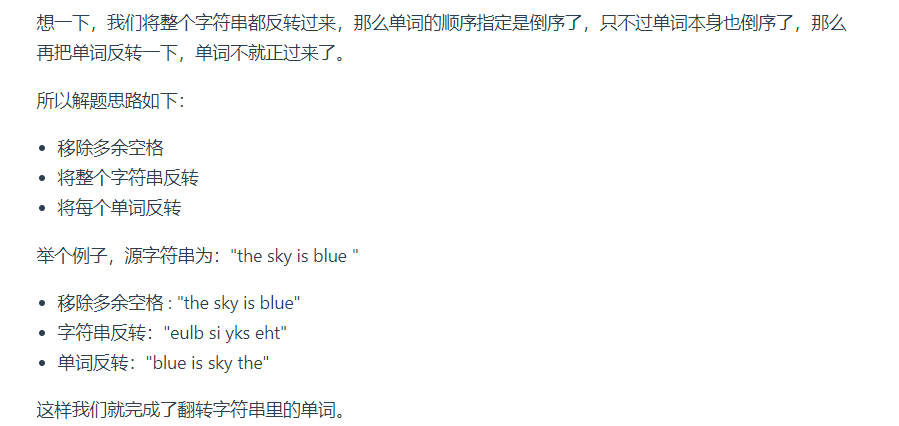 想一下，我们将整个字符串都反转过来，那么单词的顺序指定是倒序了，只不过单词本身也倒序了，那么
再把单词反转一下，单词不就正过来了。
所以解题思路如下：
• 移除多余空格
• 将整个字符串反转
• 将每个单词反转
举个例子，源字符串为："the sky is blue "
• 移除多余空格 : "the sky is blue"
• 字符串反转："eulb si yks eht"
• 单词反转："blue is sky the"
这样我们就完成了翻转字符串里的单词。